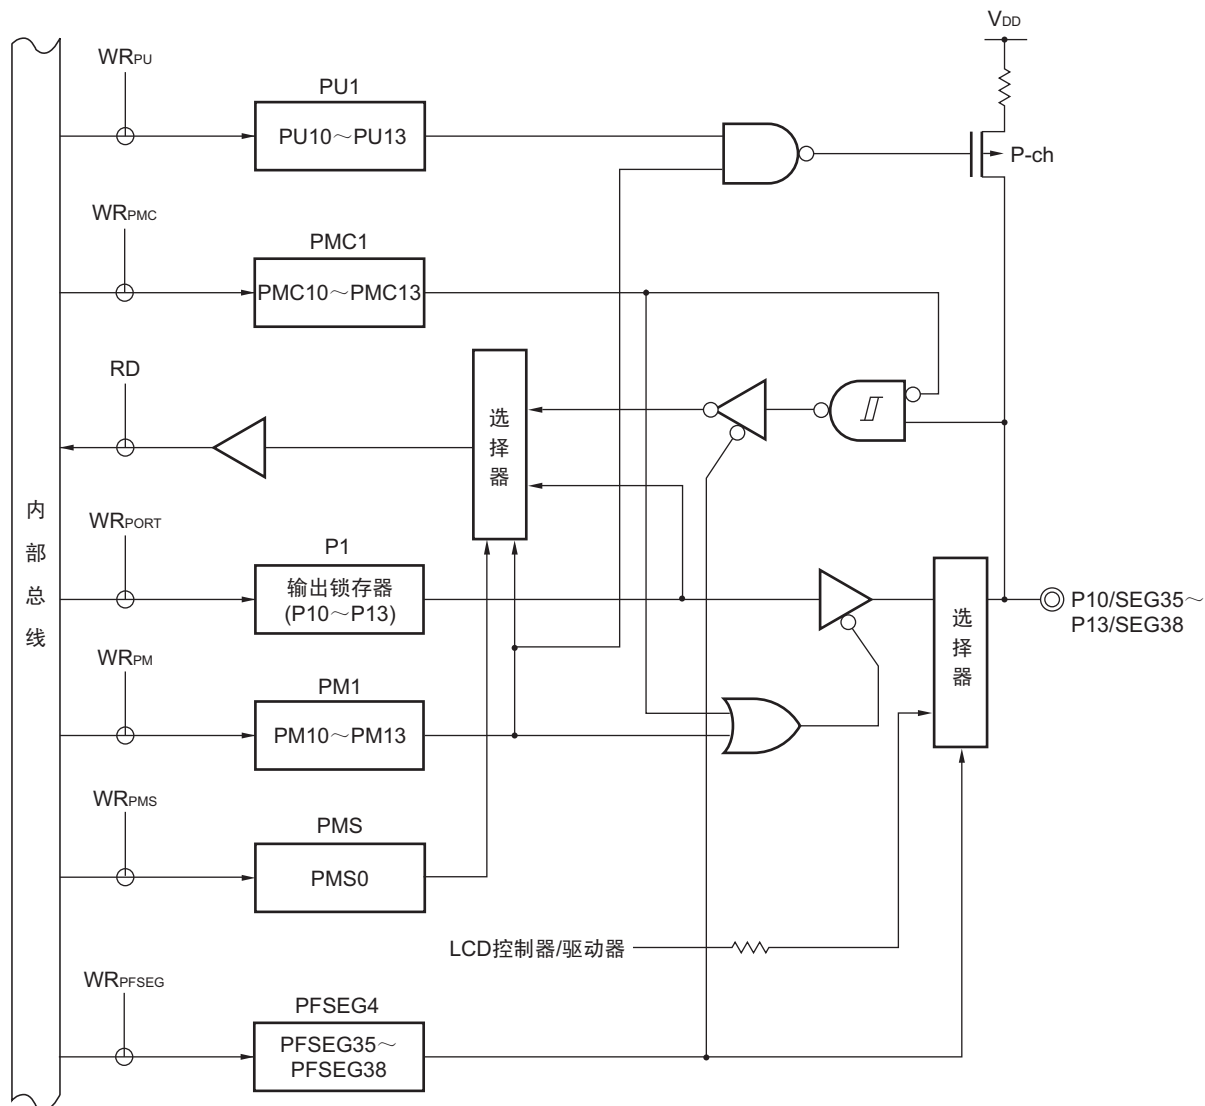 VDD
WRPU
PU1
PU10～PU13
P-ch
WRPMC
PMC1
PMC10～PMC13
RD
选择器
内部总线
WRPORT
P1
输出锁存器
(P10～P13)
选择器
P10/SEG35～
P13/SEG38
WRPM
PM1
PM10～PM13
WRPMS
PMS
PMS0
LCD控制器/驱动器
WRPFSEG
PFSEG4
PFSEG35～
PFSEG38